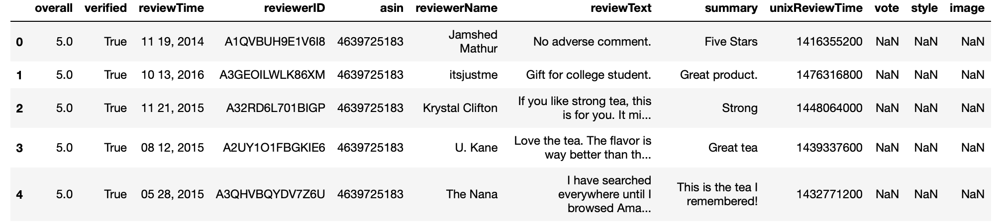 overall verified reviewTime reviewerID asin reviewerName reviewText summary unixReviewTime vote style image
0 5.0 True 11 19, 2014 A1QVBUH9E1V6I8 4639725183 Jamshed Mathur No adverse comment. Five Stars 1416355200 NaN NaN NaN
1 5.0 True 10 13, 2016 A3GEOILWLK86XM 4639725183 itsjustme Gift for college student. Great product. 1476316800 NaN NaN NaN
2 5.0 True 11 21, 2015 A32RD6L701BIGP 4639725183 Krystal Clifton If you like strong tea, this is for you. It mi... Strong 1448064000 NaN NaN NaN
3 5.0 True 08 12, 2015 A2UY1O1FBGKIE6 4639725183 U. Kane Love the tea. The flavor is way better than th... Great tea 1439337600 NaN NaN NaN
4 5.0 True 05 28, 2015 A3QHVBQYDV7Z6U 4639725183 The Nana I have searched everywhere until I browsed Ama... This is the tea I remembered! 1432771200 NaN NaN NaN